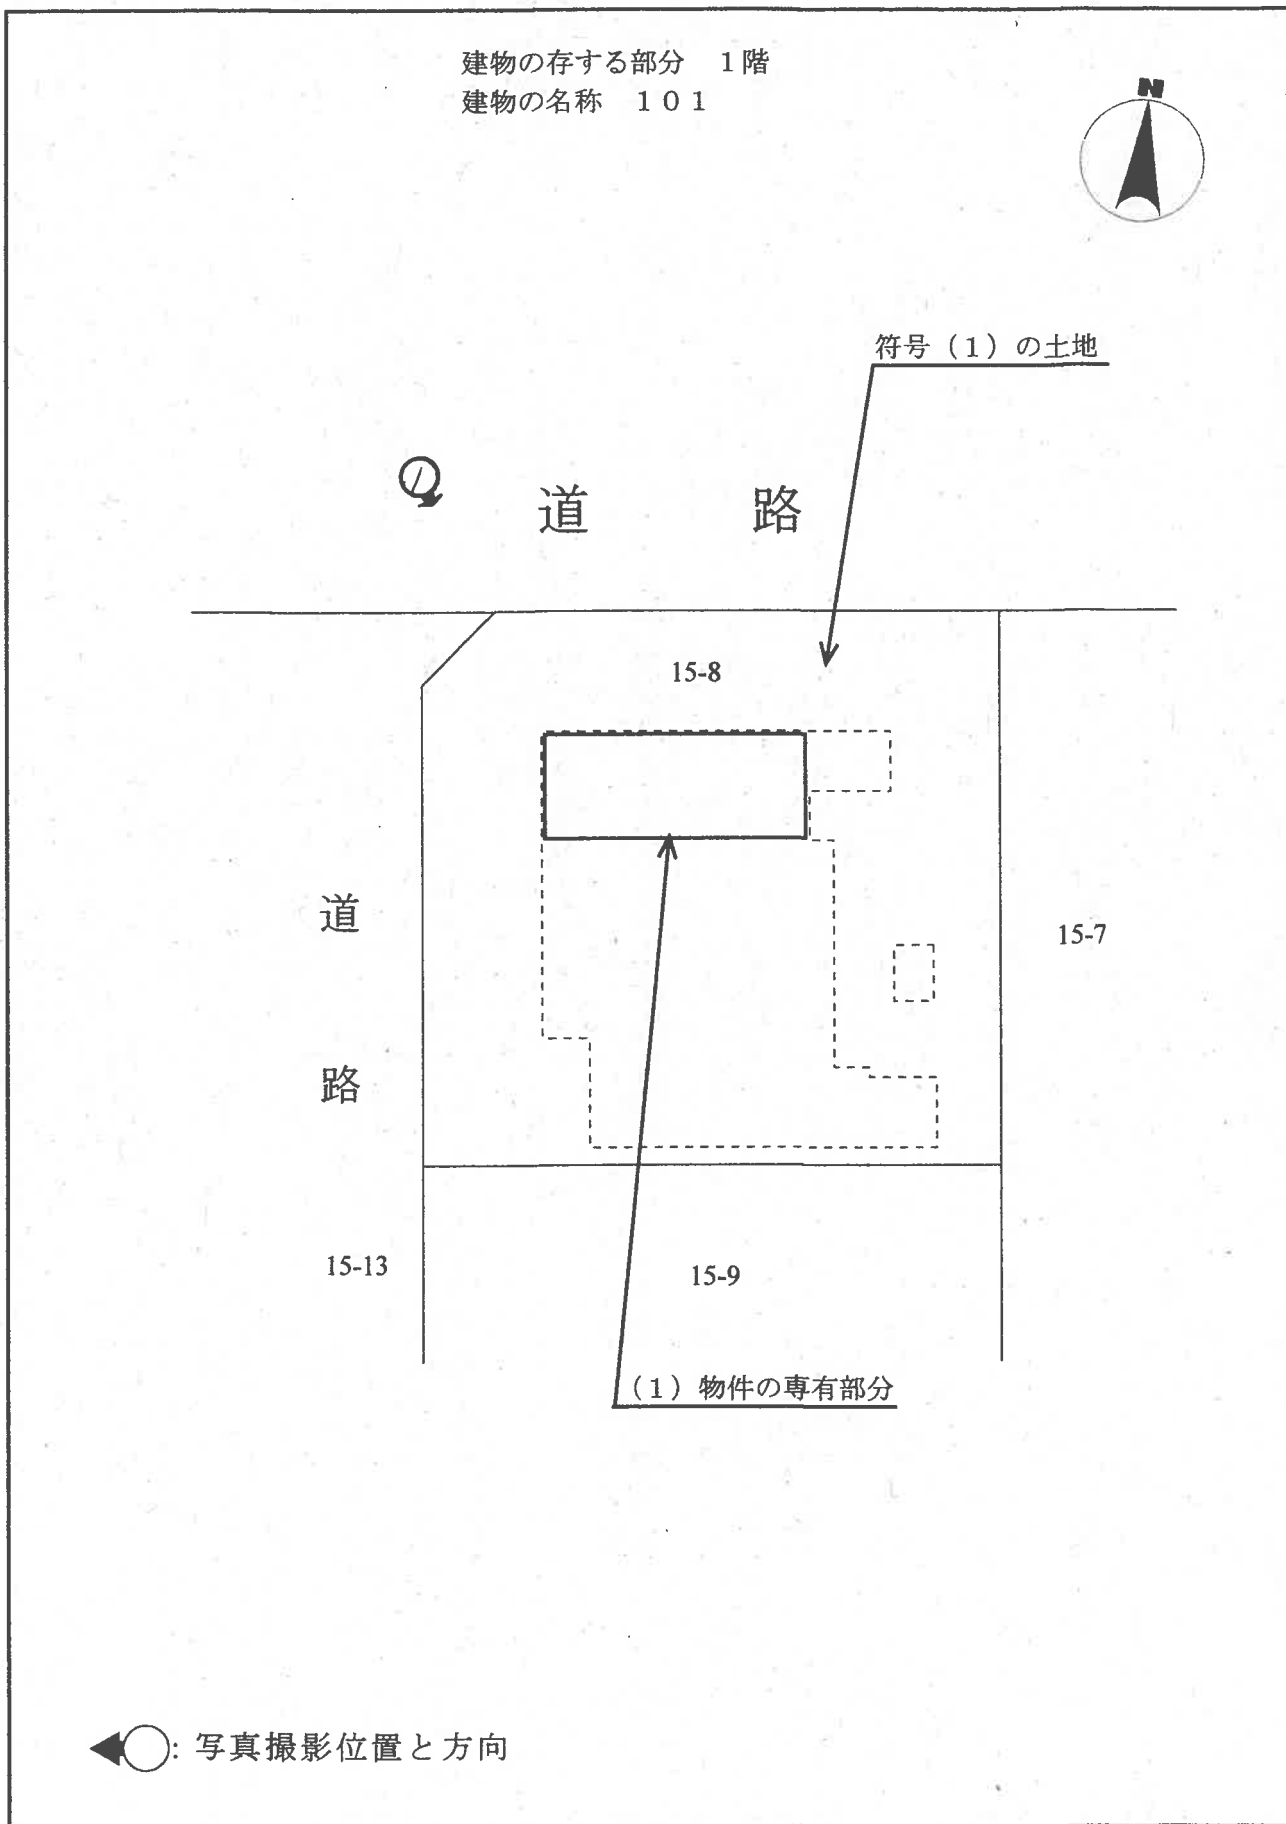 建物の存する部分　１階
建物の名称　１０１
N
符号（１）の土地
道　路
15-8
道
路
15-7
15-13
15-9
（１）物件の専有部分
：写真撮影位置と方向